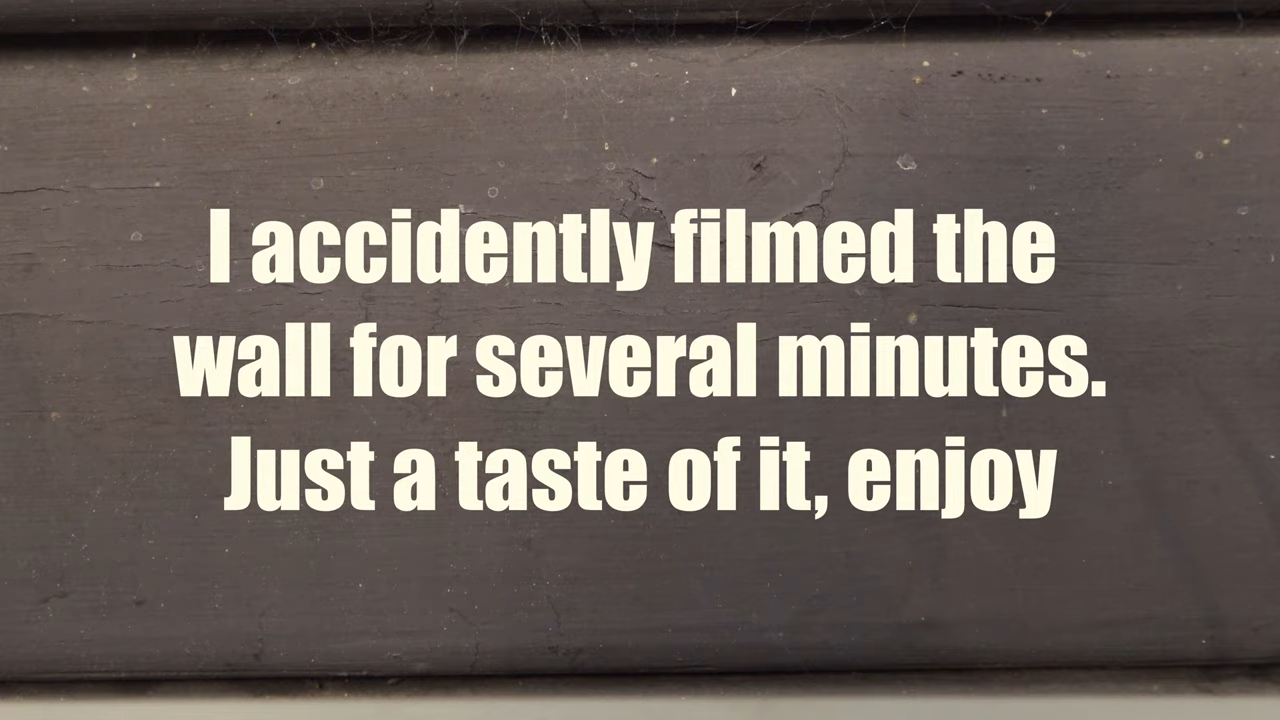 I accidently filmed the
wall for several minutes.
Just a taste of it, enjoy